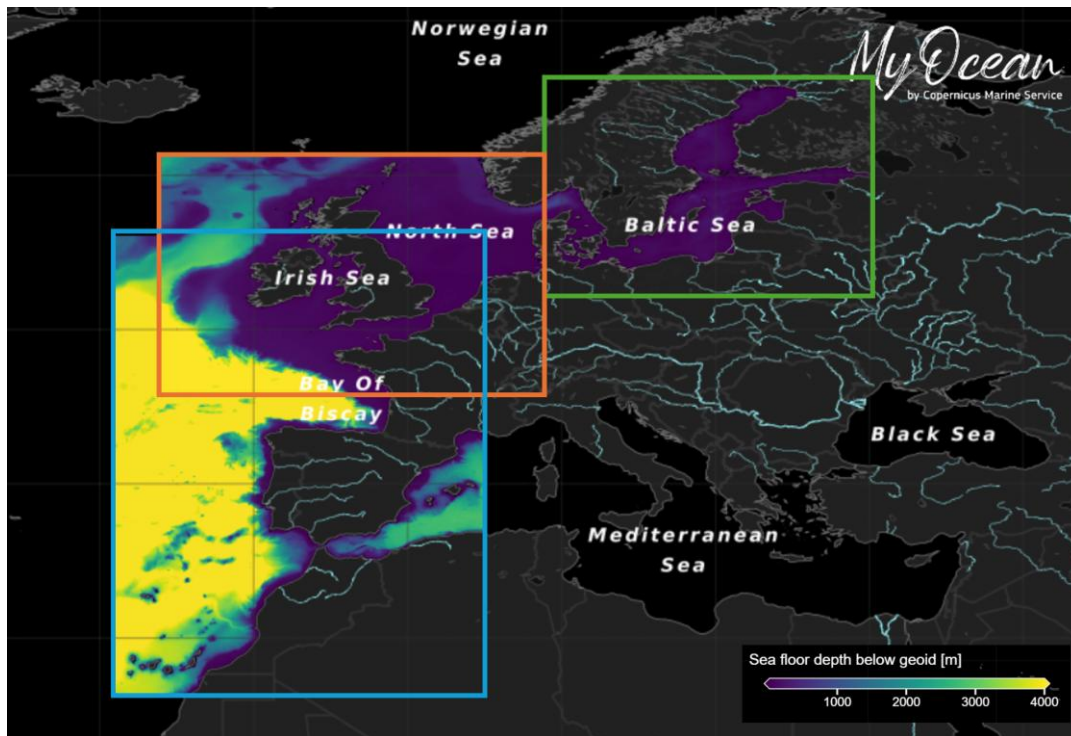 Norwegian
Sea
My Ocean
by Copernicus Marine Service
North Sea
Baltic Sea
Irish Sea
Bay Of
Biscay
Black Sea
Mediterranean
Sea
Sea floor depth below geoid [m]
1000 2000 3000 4000